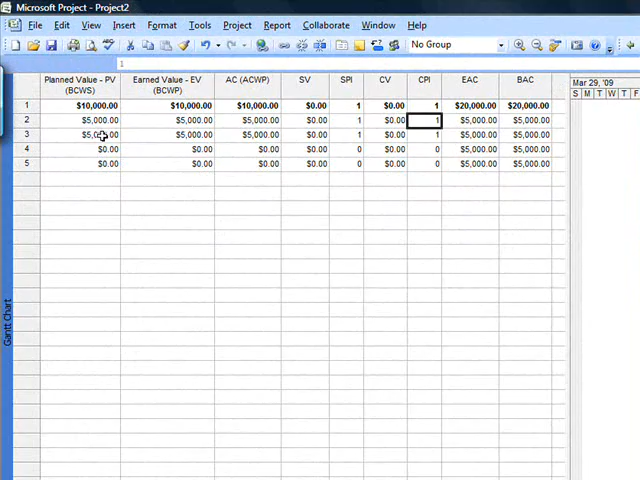 Microsoft Project - Project2
File Edit View Insert Format Tools Project Report Collaborate Window Help
No Group
1
Planned Value - PV (BCWS) Earned Value - EV (BCWP) AC (ACWP) SV SPI CV CPI EAC BAC
Mar 29, '09
S M T W T F
1 $10,000.00 $10,000.00 $10,000.00 $0.00 1 $0.00 1 $20,000.00 $20,000.00
2 $5,000.00 $5,000.00 $5,000.00 $0.00 1 $0.00 1 $5,000.00 $5,000.00
3 $5,000.00 $5,000.00 $5,000.00 $0.00 1 $0.00 1 $5,000.00 $5,000.00
4 $0.00 $0.00 $0.00 $0.00 0 $0.00 0 $5,000.00 $5,000.00
5 $0.00 $0.00 $0.00 $0.00 0 $0.00 0 $5,000.00 $5,000.00
Gantt Chart